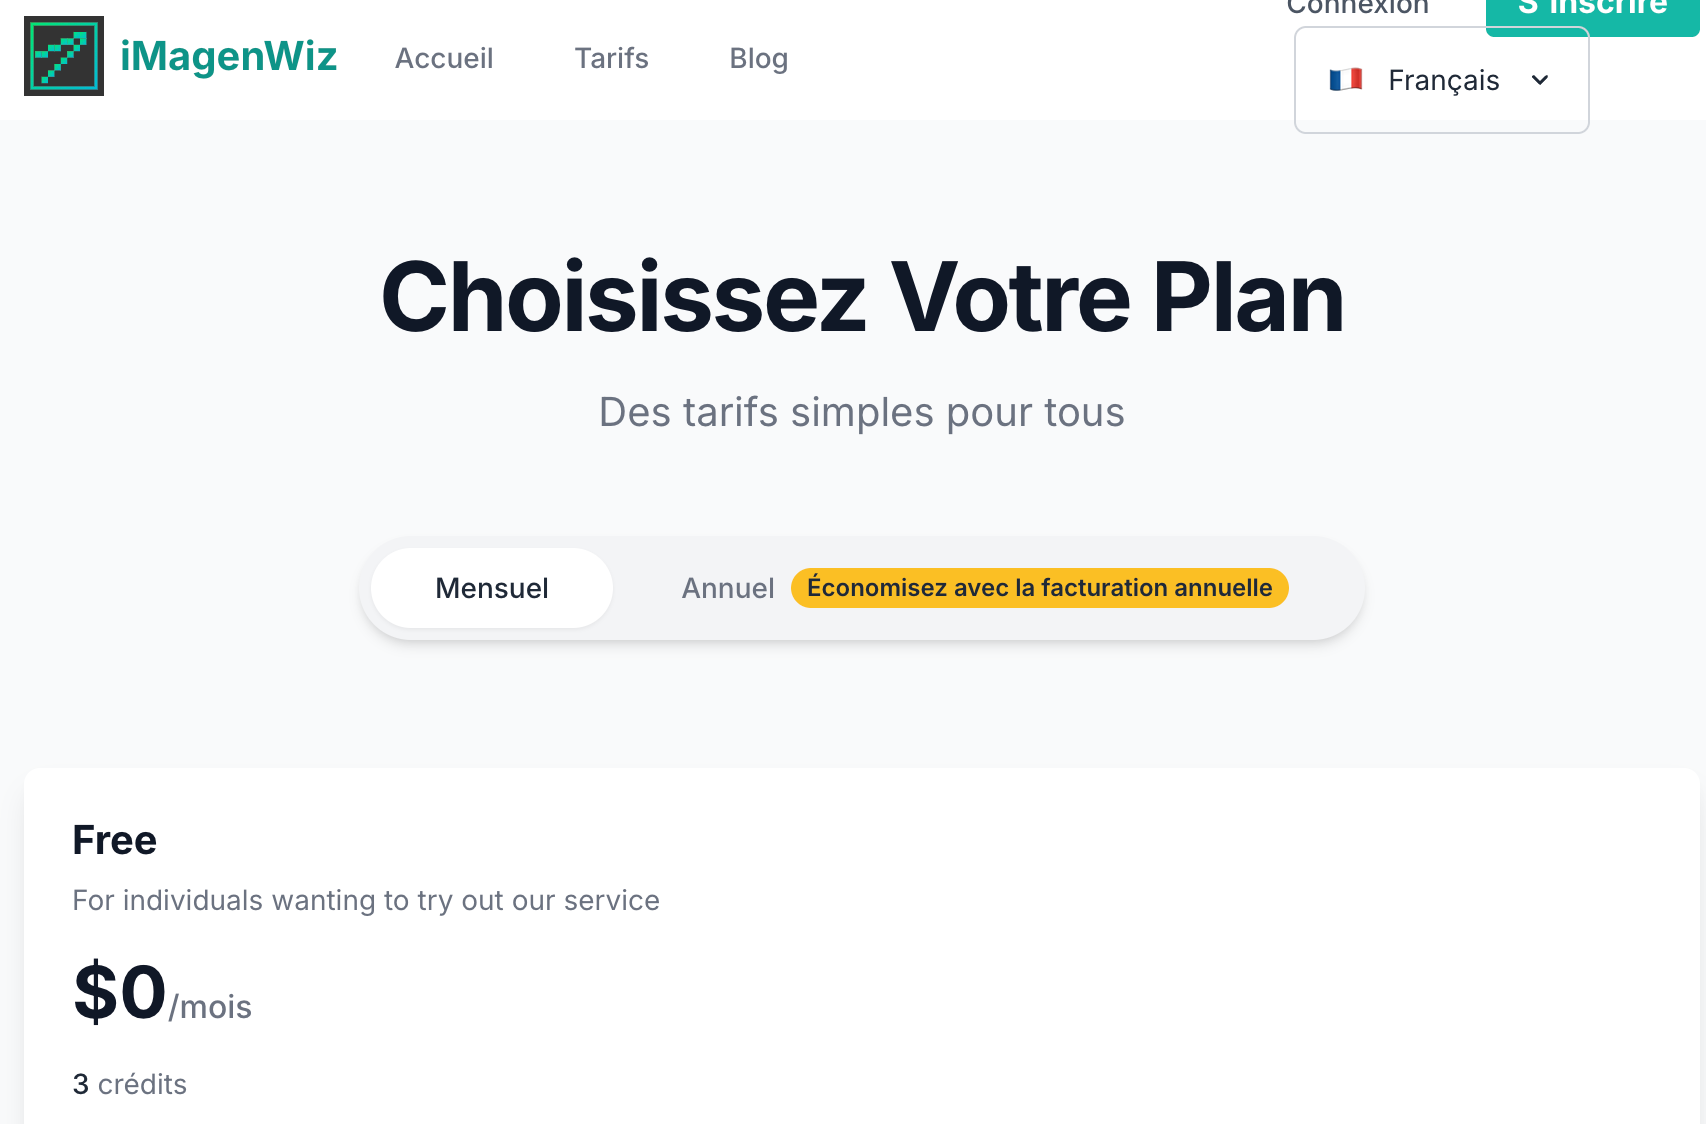 iMagenWiz
Accueil
Tarifs
Blog
Connexion
S'inscrire
Français
Choisissez Votre Plan
Des tarifs simples pour tous
Mensuel
Annuel
Économisez avec la facturation annuelle
Free
For individuals wanting to try out our service
$0/mois
3 crédits